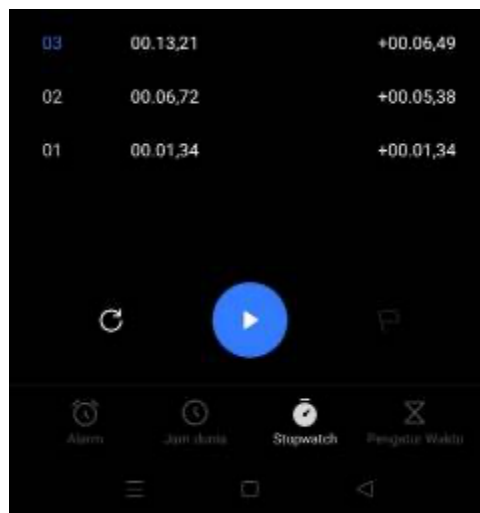 03 00.13,21 +00.06,49
02 00.06,72 +00.05,38
01 00.01,34 +00.01,34
Alarm Jam dunia Stopwatch Pengatur Waktu